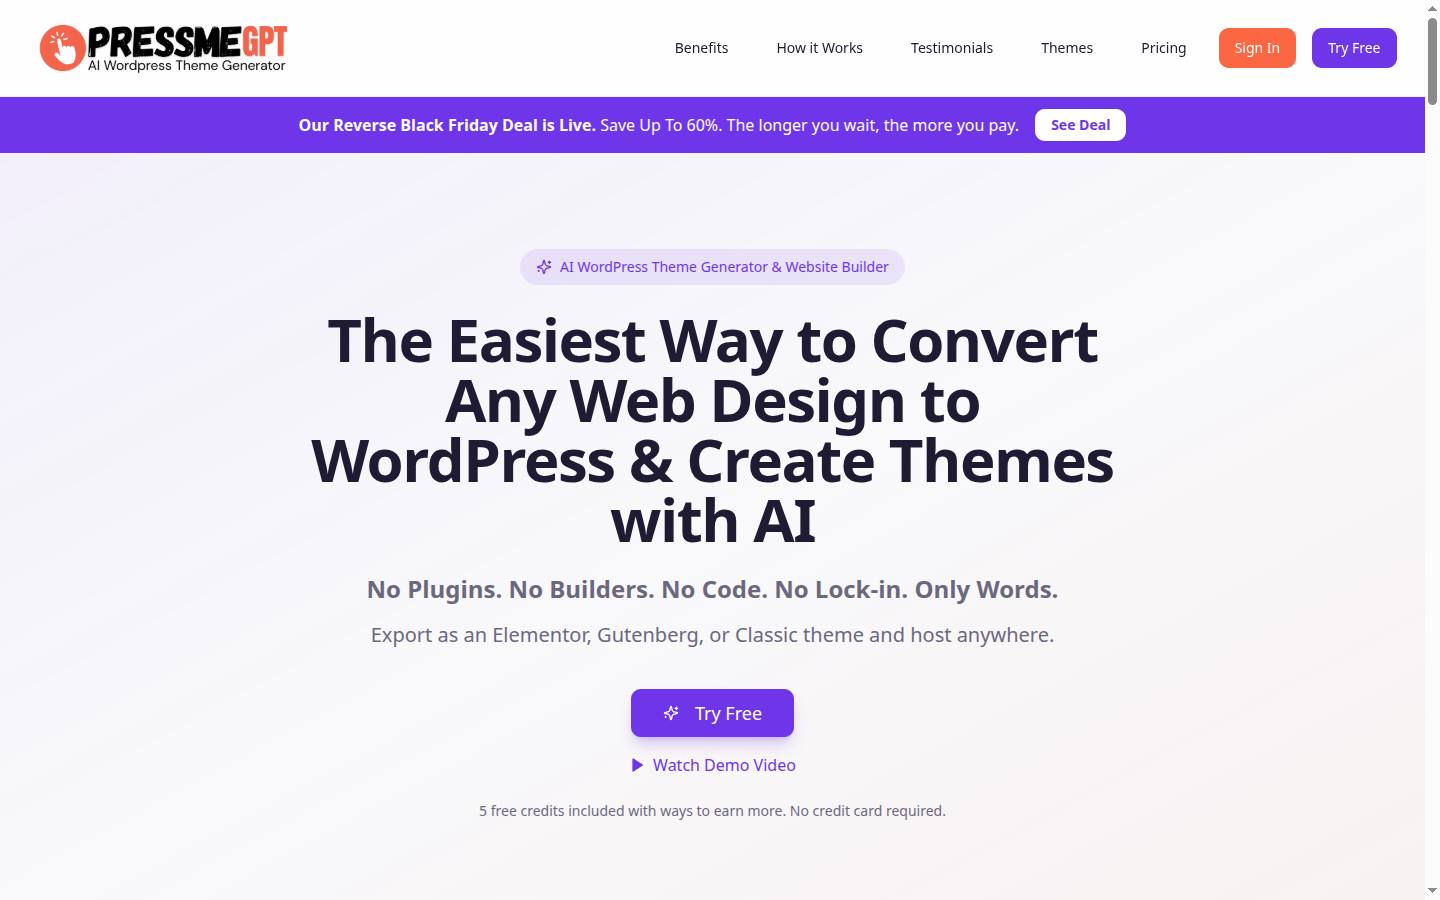 PRESSMEGPT
AI Wordpress Theme Generator
Benefits
How it Works
Testimonials
Themes
Pricing
Sign In
Try Free
Our Reverse Black Friday Deal is Live. Save Up To 60%. The longer you wait, the more you pay.
See Deal
AI WordPress Theme Generator & Website Builder
The Easiest Way to Convert
Any Web Design to
WordPress & Create Themes
with AI
No Plugins. No Builders. No Code. No Lock-in. Only Words.
Export as an Elementor, Gutenberg, or Classic theme and host anywhere.
Try Free
Watch Demo Video
5 free credits included with ways to earn more. No credit card required.